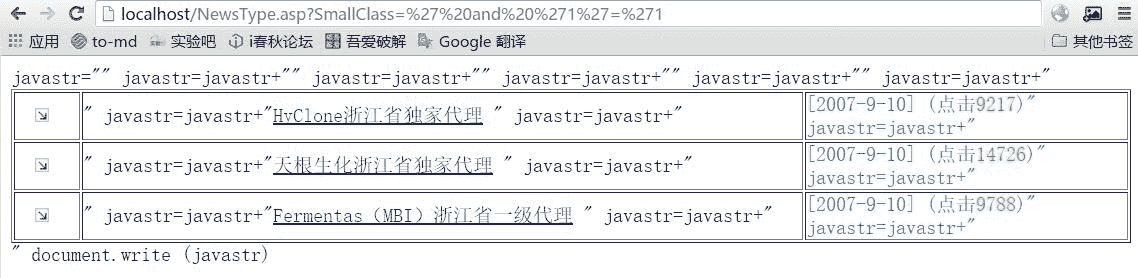 localhost/NewsType.asp?SmallClass=%27%20and%20%271%27=%271
应用 to-md 实验吧 i春秋论坛 吾爱破解 Google 翻译 其他书签
javastr="" javastr=javastr+"" javastr=javastr+"" javastr=javastr+"" javastr=javastr+"" javastr=javastr+"
" javastr=javastr+"HvClone浙江省独家代理 " javastr=javastr+"
[2007-9-10] (点击9217)"
javastr=javastr+"
" javastr=javastr+"天根生化浙江省独家代理 " javastr=javastr+"
[2007-9-10] (点击14726)"
javastr=javastr+"
" javastr=javastr+"Fermentas（MBI）浙江省一级代理 " javastr=javastr+"
[2007-9-10] (点击9788)"
javastr=javastr+"
" document.write (javastr)